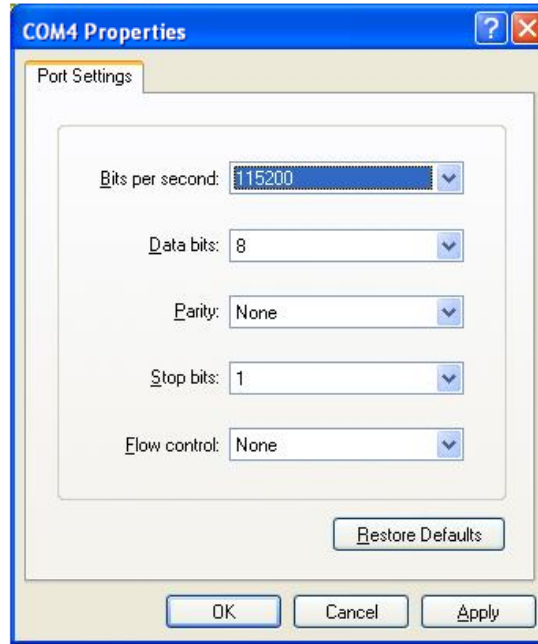 COM4 Properties
Port Settings
Bits per second: 115200
Data bits: 8
Parity: None
Stop bits: 1
Flow control: None
Restore Defaults
OK Cancel Apply